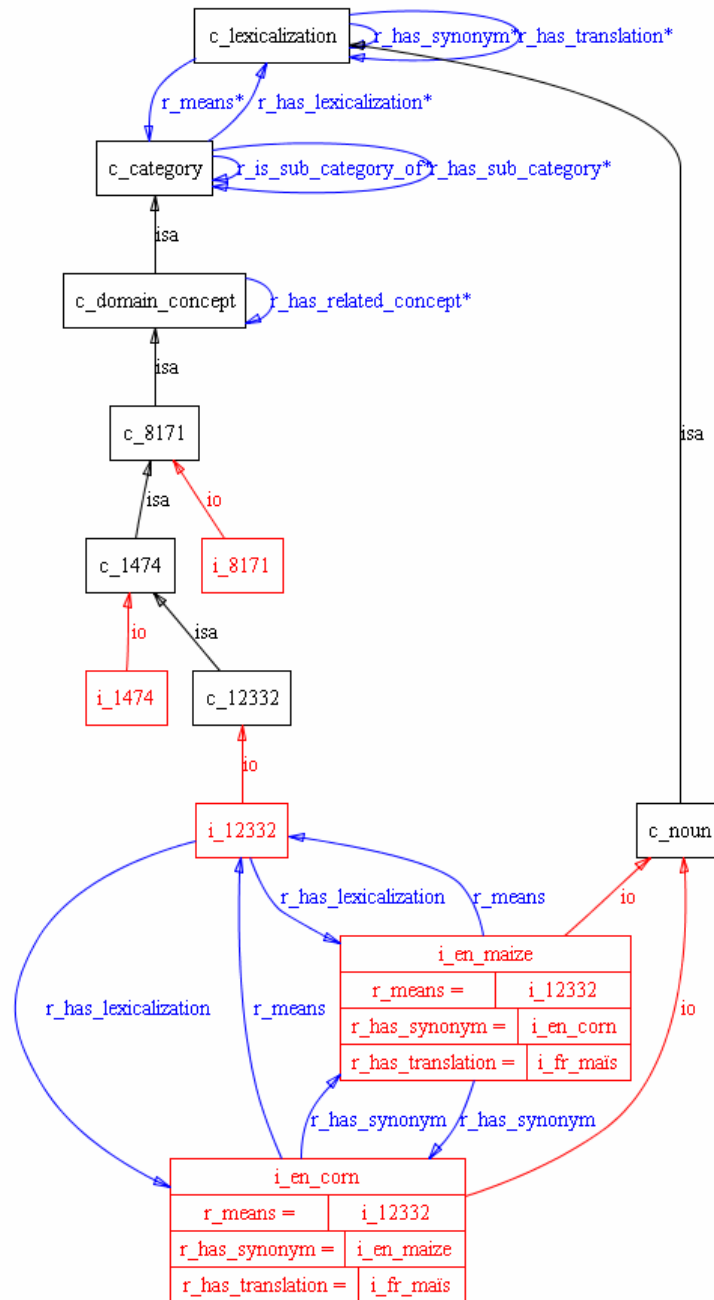 c_lexicalization
r_has_synonym*
r_has_translation*
r_means*
r_has_lexicalization*
c_category
r_is_sub_category_of*
r_has_sub_category*
isa
c_domain_concept
r_has_related_concept*
isa
c_8171
isa
isa
io
c_1474
i_8171
io
isa
i_1474
c_12332
io
i_12332
c_noun
r_has_lexicalization
r_means
io
i_en_maize
r_means = i_12332
r_has_synonym = i_en_corn
r_has_translation = i_fr_maïs
r_has_lexicalization
r_means
io
r_has_synonym
r_has_synonym
i_en_corn
r_means = i_12332
r_has_synonym = i_en_maize
r_has_translation = i_fr_maïs